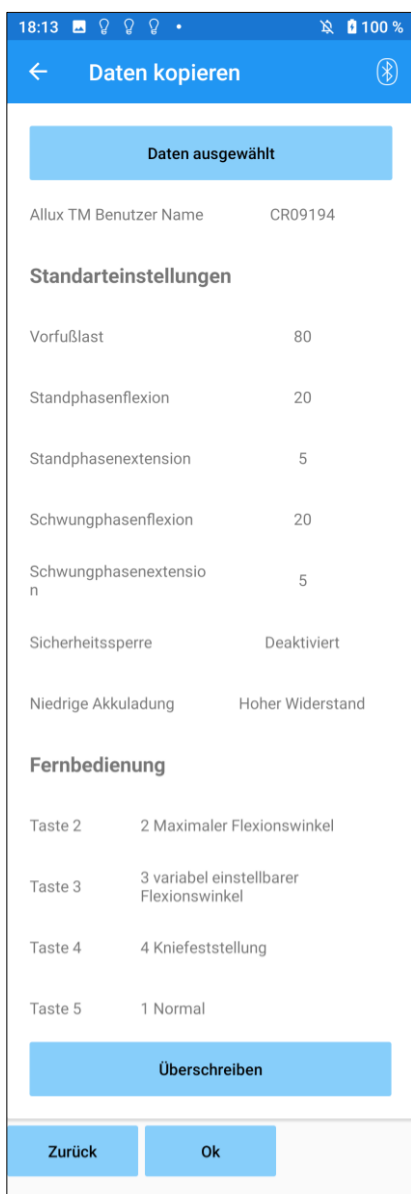 18:13 100 %
Daten kopieren
Daten ausgewählt
Allux TM Benutzer Name CR09194
Standarteinstellungen
Vorfußlast 80
Standphasenflexion 20
Standphasenextension 5
Schwungphasenflexion 20
Schwungphasenextensio
n 5
Sicherheitssperre Deaktiviert
Niedrige Akkuladung Hoher Widerstand
Fernbedienung
Taste 2 2 Maximaler Flexionswinkel
Taste 3 3 variabel einstellbarer
Flexionswinkel
Taste 4 4 Kniefeststellung
Taste 5 1 Normal
Überschreiben
Zurück Ok